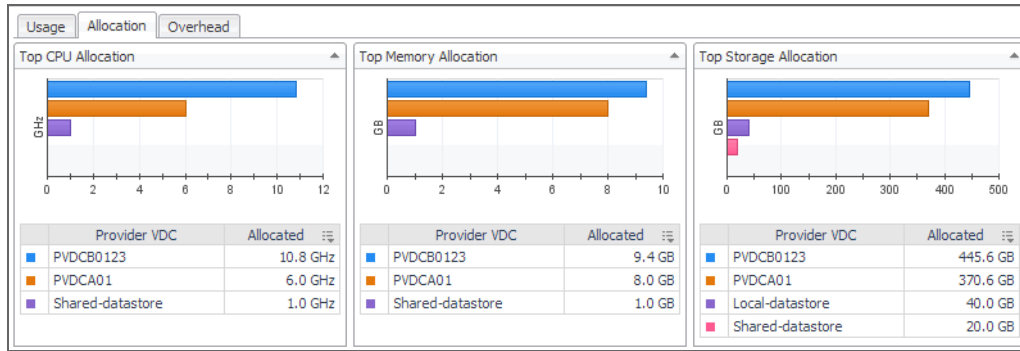 Usage Allocation Overhead
Top CPU Allocation
GHz
0 2 4 6 8 10 12
Provider VDC Allocated
PVDCB0123 10.8 GHz
PVDCA01 6.0 GHz
Shared-datastore 1.0 GHz
Top Memory Allocation
GB
0 2 4 6 8 10
Provider VDC Allocated
PVDCB0123 9.4 GB
PVDCA01 8.0 GB
Shared-datastore 1.0 GB
Top Storage Allocation
GB
0 100 200 300 400 500
Provider VDC Allocated
PVDCB0123 445.6 GB
PVDCA01 370.6 GB
Local-datastore 40.0 GB
Shared-datastore 20.0 GB